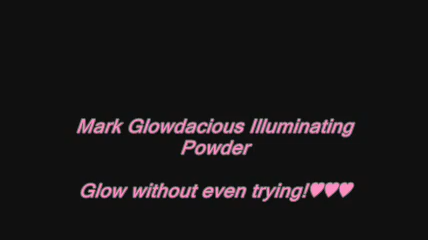 Mark Glowdacious Illuminating
Powder
Glow without even trying!♥♥♥